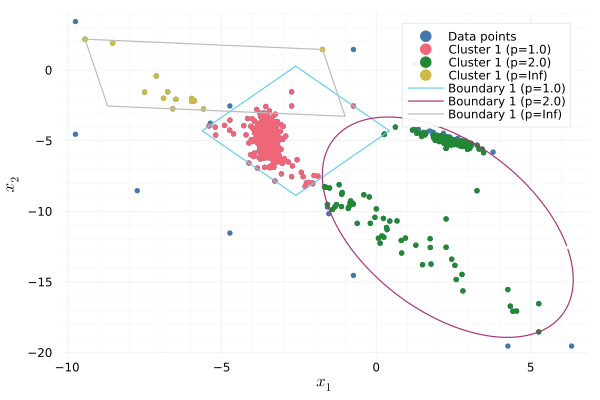 Data points
Cluster 1 (p=1.0)
Cluster 1 (p=2.0)
Cluster 1 (p=Inf)
Boundary 1 (p=1.0)
Boundary 1 (p=2.0)
Boundary 1 (p=Inf)
0
−5
−10
−15
−20
x₂
−10
−5
0
5
x₁